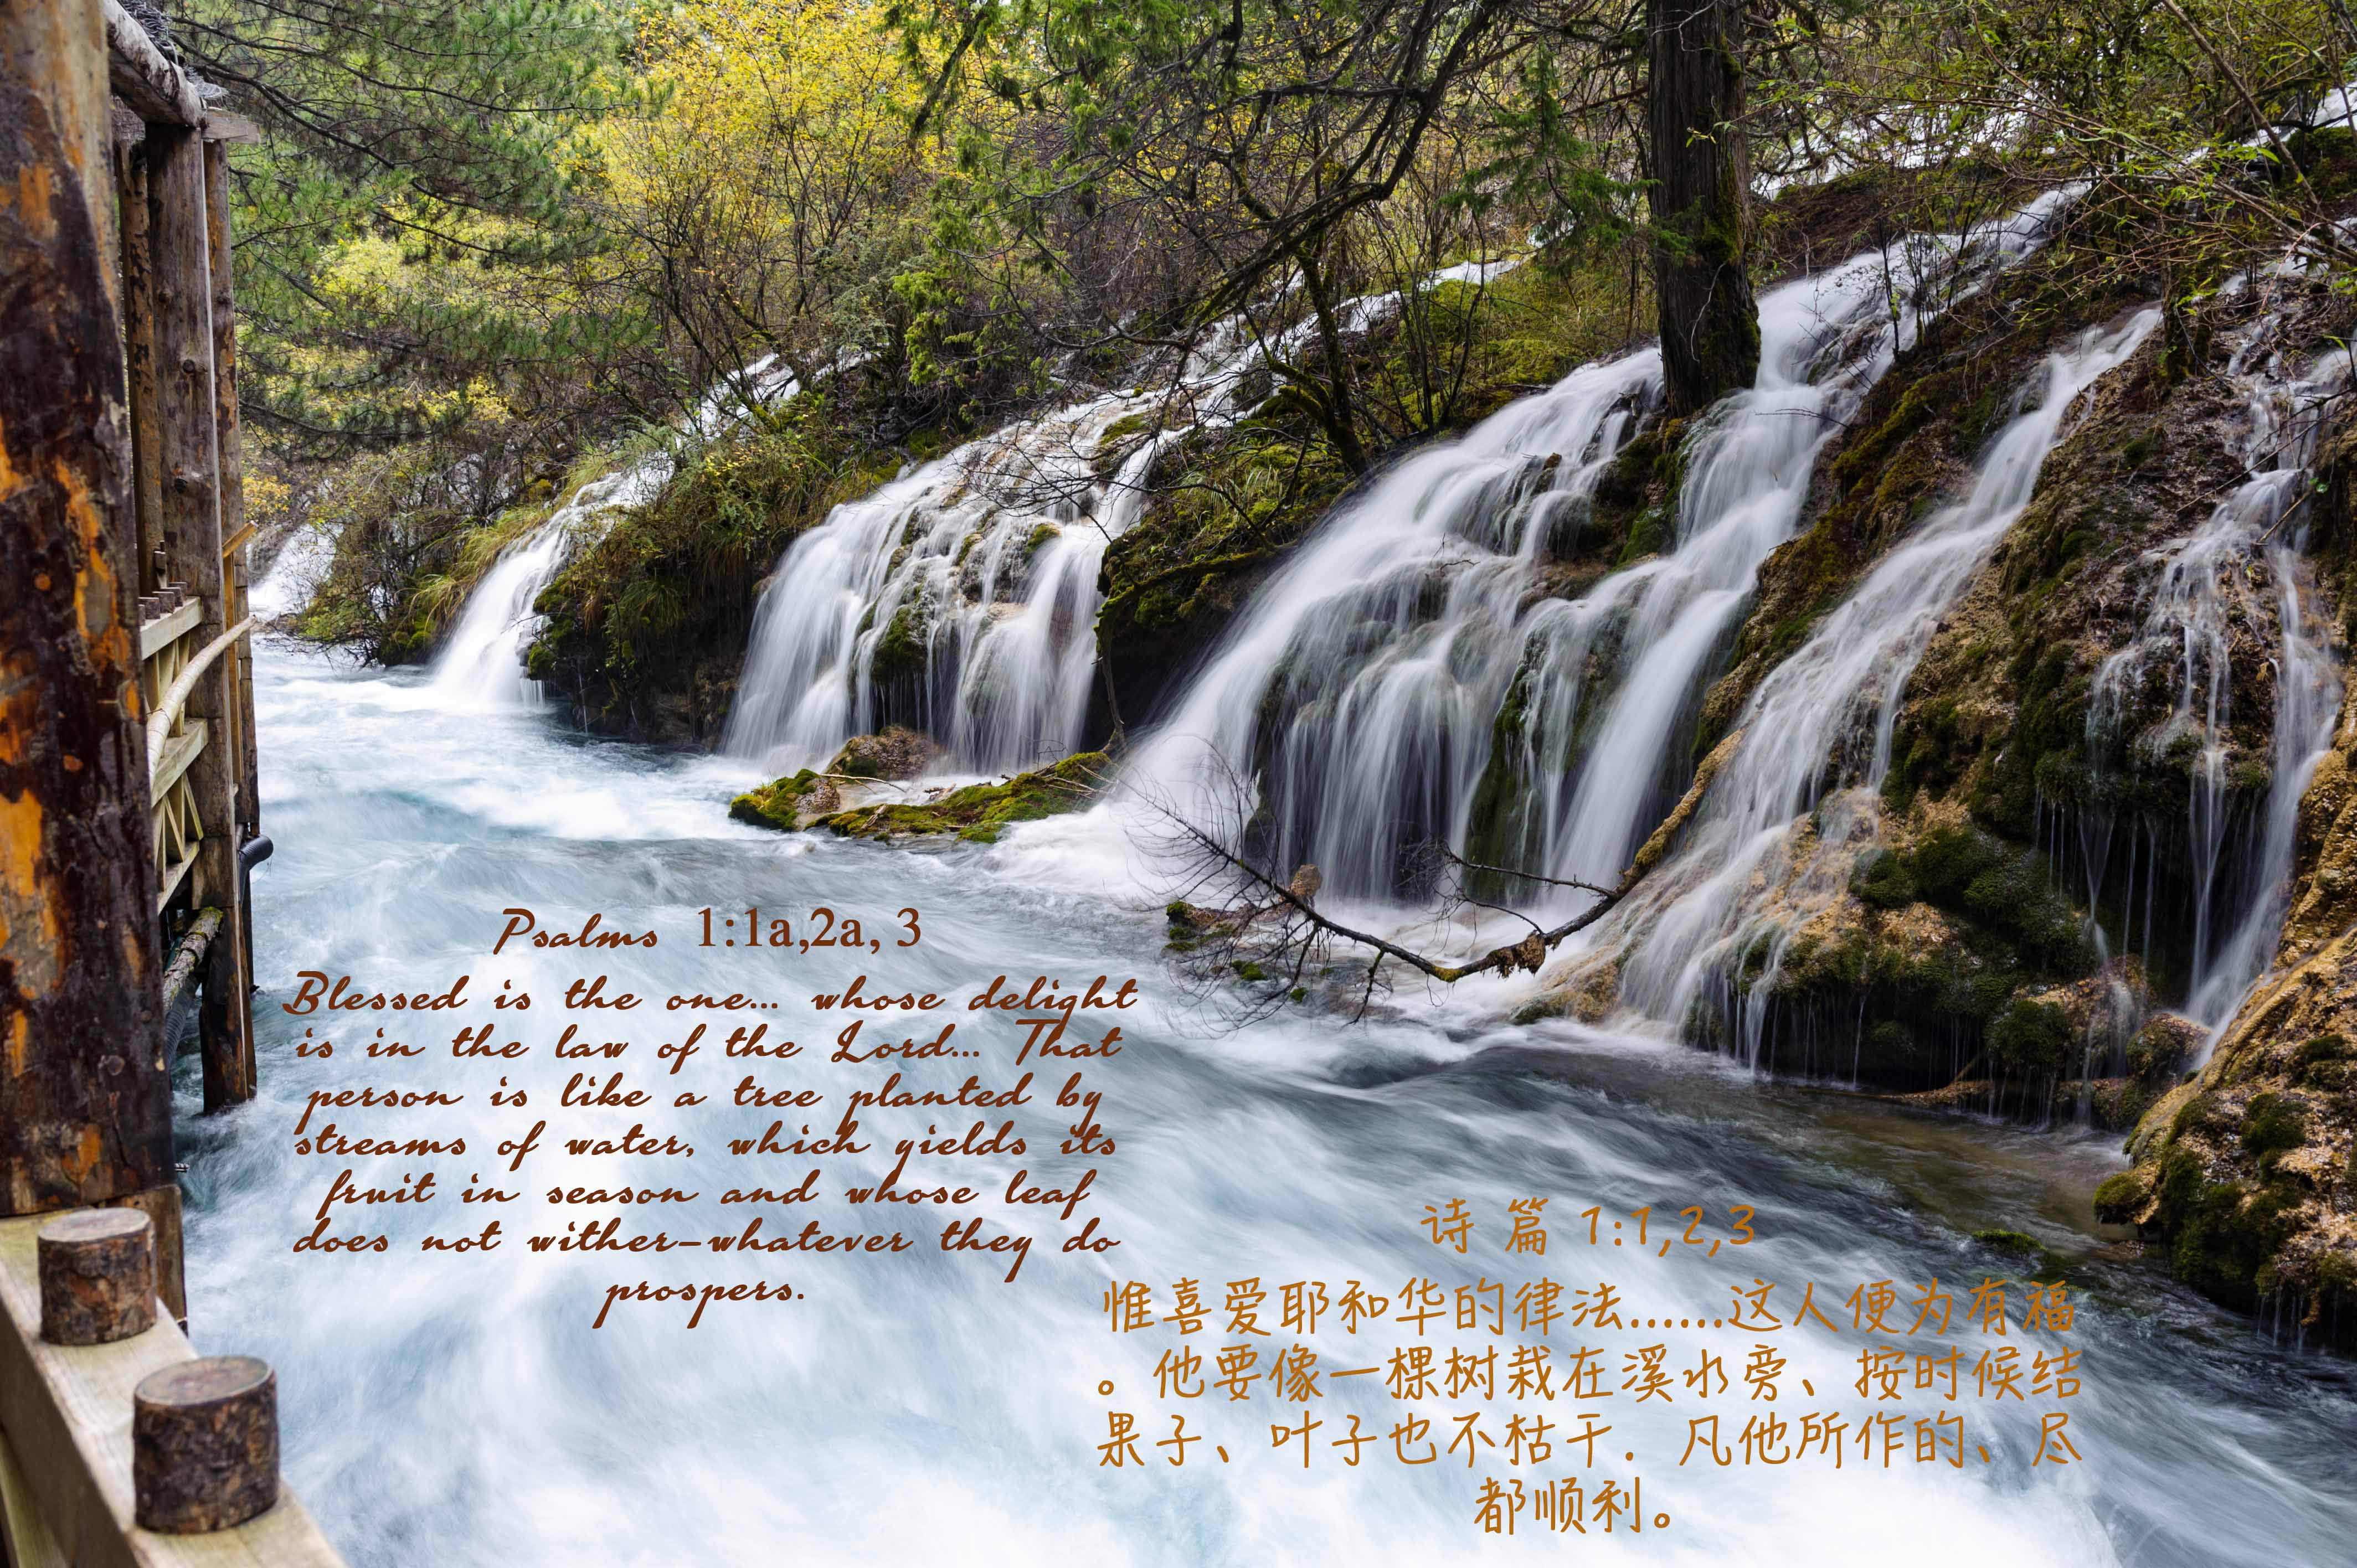 Psalms 1:1a,2a, 3
Blessed is the one... whose delight
is in the law of the Lord... That
person is like a tree planted by
streams of water, which yields its
fruit in season and whose leaf
does not wither–whatever they do
prospers.
诗 篇 1:1,2,3
惟喜爱耶和华的律法......这人便为有福
。他要像一棵树栽在溪水旁、按时候结
果子、叶子也不枯干. 凡他所作的、尽
都顺利。